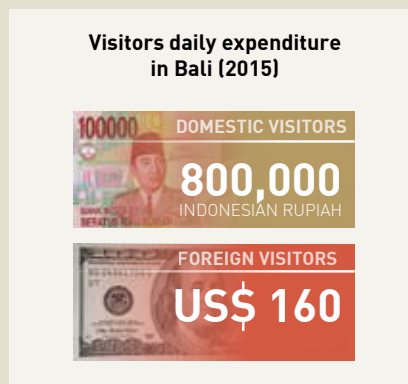 Visitors daily expenditure
in Bali (2015)
100000
DOMESTIC VISITORS
800,000
INDONESIAN RUPIAH
FOREIGN VISITORS
US$ 160